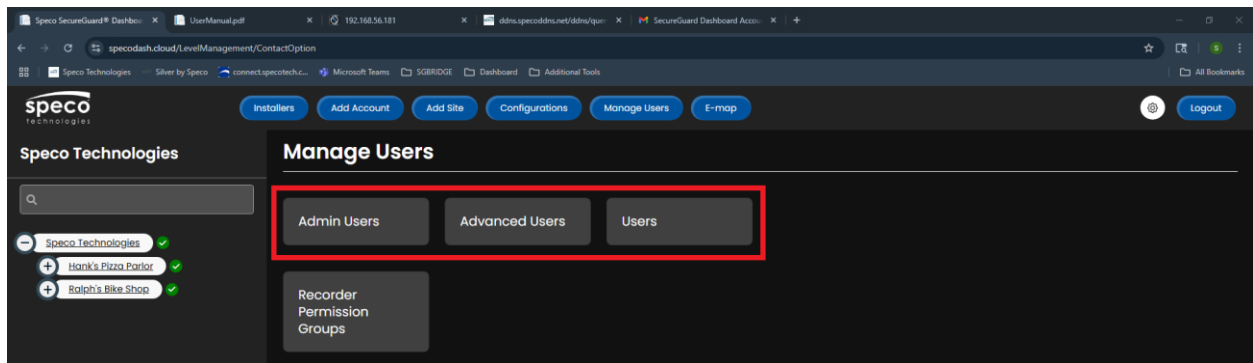 Speco SecureGuard® Dashboar
UserManual.pdf
192.168.56.181
ddns.specoddns.net/ddns/quer
SecureGuard Dashboard Accou
specodash.cloud/LevelManagement/ContactOption
Speco Technologies
Silver by Speco
connect.specotech.c...
Microsoft Teams
SGBRIDGE
Dashboard
Additional Tools
All Bookmarks
speco
technologies
Installers
Add Account
Add Site
Configurations
Manage Users
E-map
Logout
Speco Technologies
Manage Users
Admin Users
Advanced Users
Users
Speco Technologies
Hank's Pizza Parlor
Ralph's Bike Shop
Recorder
Permission
Groups